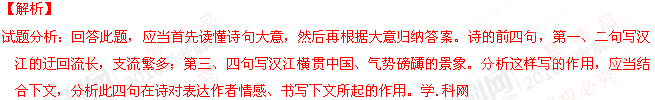 【解析】
试题分析：回答此题，应当首先读懂诗句大意，然后再根据大意归纳答案。诗的前四句，第一、二句写汉
江的迂回流长，支流繁多；第三、四句写汉江横贯中国、气势磅礴的景象。分析这样写的作用，应当结
合下文，分析此四句在诗对表达作者情感、书写下文所起的作用。学.科网